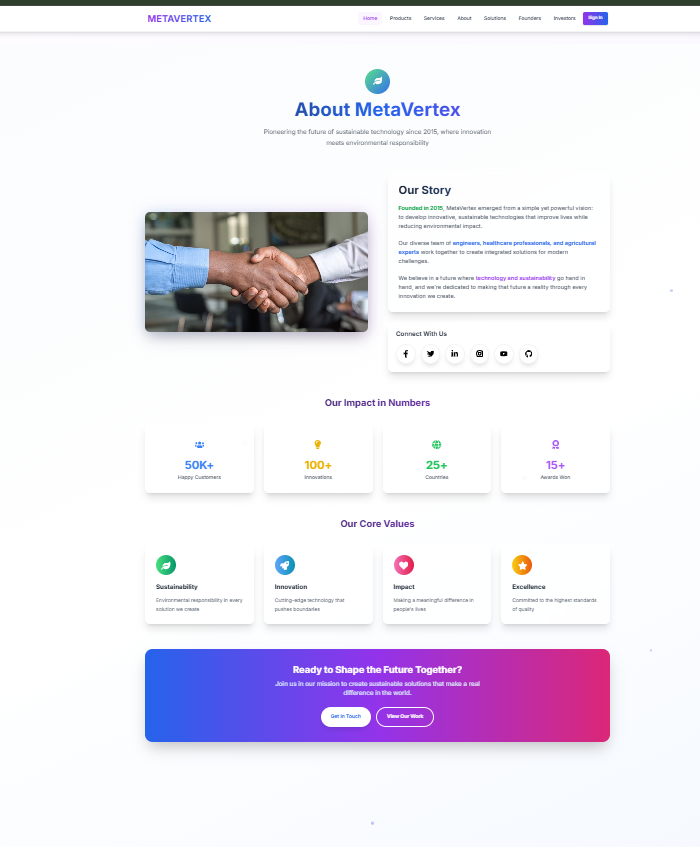 METAVERTEX
Home Products Services About Solutions Founders Investors Sign In
About MetaVertex
Pioneering the future of sustainable technology since 2015, where innovation
meets environmental responsibility
Our Story
Founded in 2015, MetaVertex emerged from a simple yet powerful vision:
to develop innovative, sustainable technologies that improve lives while
reducing environmental impact.
Our diverse team of engineers, healthcare professionals, and agricultural
experts work together to create integrated solutions for modern
challenges.
We believe in a future where technology and sustainability go hand in
hand, and we're dedicated to making that future a reality through every
innovation we create.
Connect With Us
Our Impact in Numbers
50K+
Happy Customers
100+
Innovations
25+
Countries
15+
Awards Won
Our Core Values
Sustainability
Environmental responsibility in every
solution we create
Innovation
Cutting-edge technology that
pushes boundaries
Impact
Making a meaningful difference in
people's lives
Excellence
Committed to the highest standards
of quality
Ready to Shape the Future Together?
Join us in our mission to create sustainable solutions that make a real
difference in the world.
Get in Touch
View Our Work